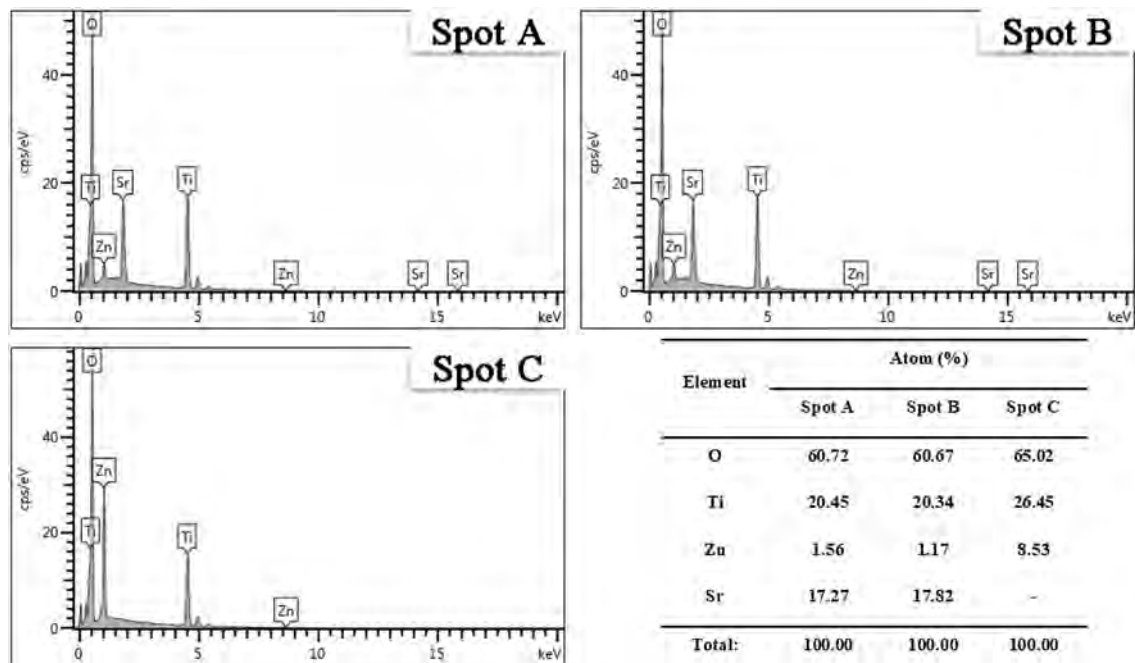 Spot A
O
Ti
Sr
Ti
Zn
Zn
Sr
Sr
cps/eV
40
20
0
0
5
10
15
keV
Spot B
O
Ti
Sr
Ti
Zn
Zn
Sr
Sr
cps/eV
40
20
0
0
5
10
15
keV
Spot C
O
Zn
Ti
Ti
Zn
cps/eV
40
20
0
0
5
10
15
keV
Element Atom (%)
Spot A Spot B Spot C
O 60.72 60.67 65.02
Ti 20.45 20.34 26.45
Zn 1.56 1.17 8.53
Sr 17.27 17.82 -
Total: 100.00 100.00 100.00